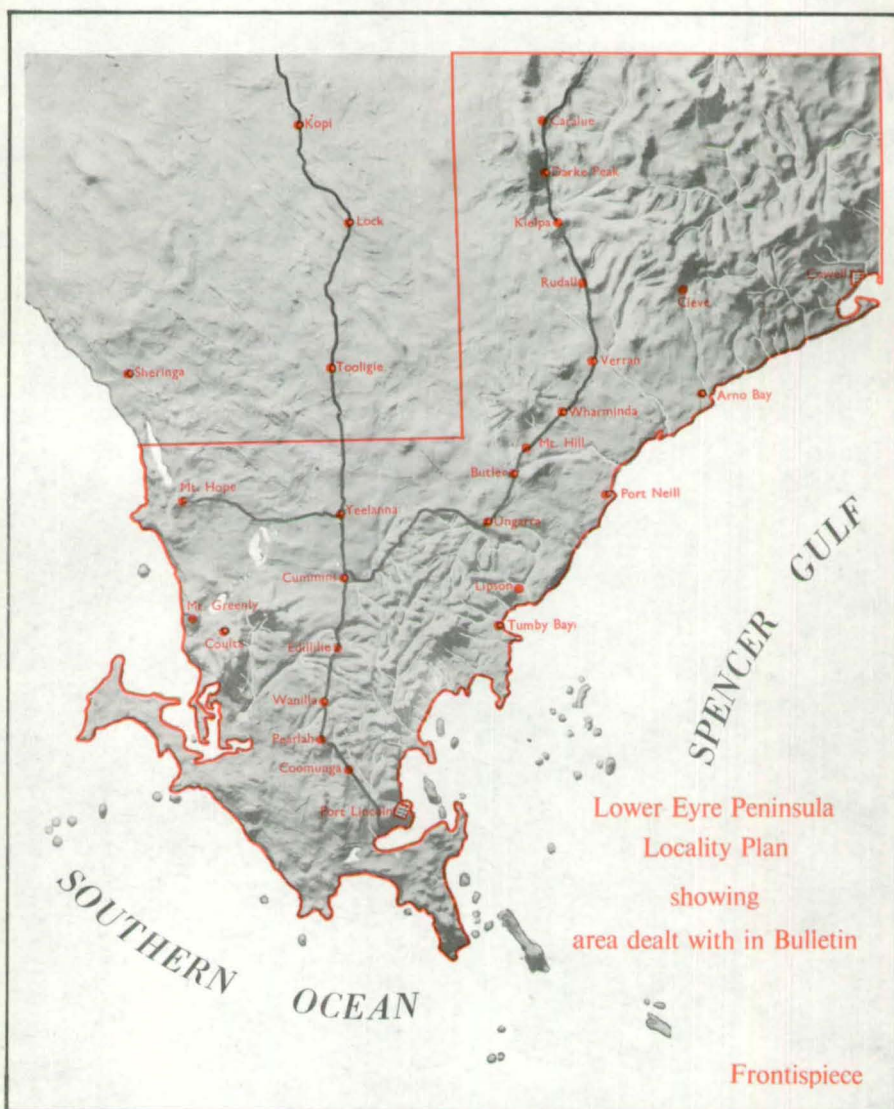 Kopi
Caralue
Darke Peak
Lock
Kielpa
Rudall
Cleve
Cowell
Sheringa
Tooligie
Verran
Arno Bay
Wharminda
Mt. Hill
Butler
Mt. Hope
Yeelanna
Ungarra
Port Neill
Cummins
Lipson
Mt. Greenly
Coulta
Edillilie
Tumby Bay
Wanilla
Pearlah
Coomunga
Port Lincoln
SPENCER GULF
Lower Eyre Peninsula
Locality Plan
showing
area dealt with in Bulletin
SOUTHERN OCEAN
Frontispiece